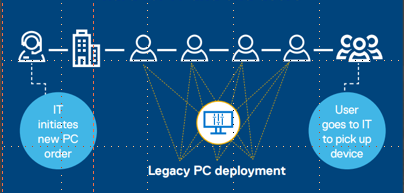 IT
initiates
new PC
order
User
goes to IT
to pick up
device
Legacy PC deployment